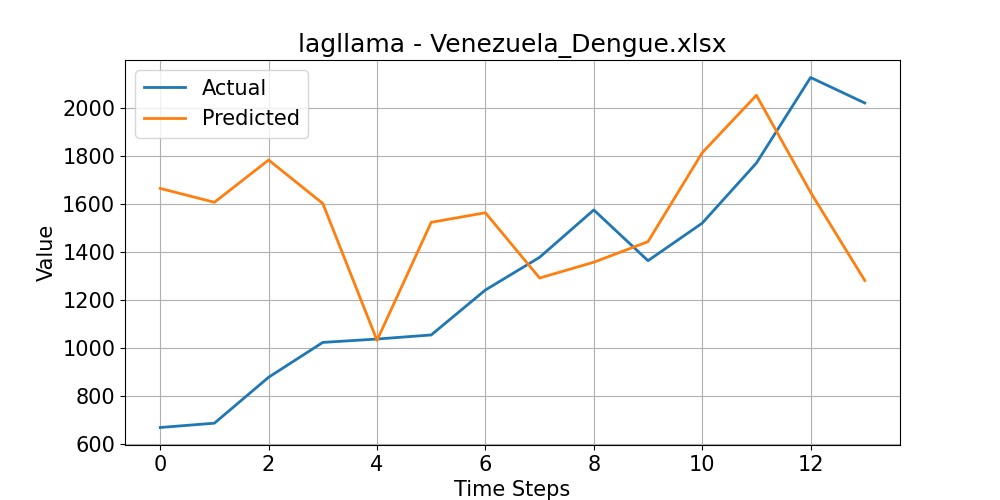 lagllama - Venezuela_Dengue.xlsx
Actual
Predicted
Value
2000
1800
1600
1400
1200
1000
800
600
0 2 4 6 8 10 12
Time Steps